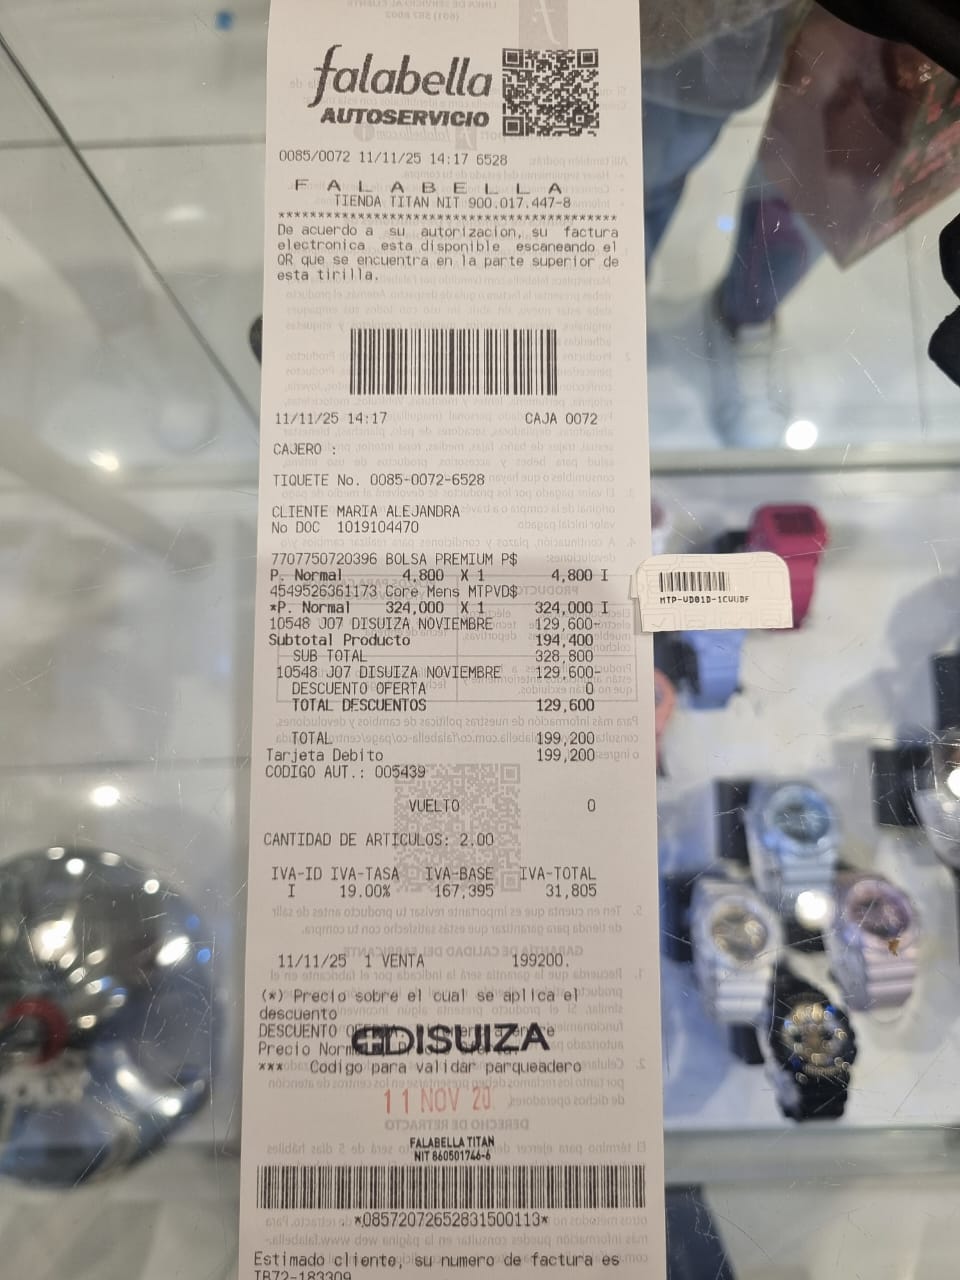 falabella
AUTOSERVICIO
0085/0072 11/11/25 14:17 6528
F A L A B E L L A
TIENDA TITAN NIT 900.017.447-8
****************************************
De acuerdo a su autorizacion, su factura
electronica esta disponible escaneando el
QR que se encuentra en la parte superior de
esta tirilla.
11/11/25 14:17 CAJA 0072
CAJERO :
TIQUETE No. 0085-0072-6528
CLIENTE MARIA ALEJANDRA
No DOC 1019104470
7707750720396 BOLSA PREMIUM P$
P. Normal 4,800 X 1 4,800 I
4549526361173 Core Mens MTPVD$
*P. Normal 324,000 X 1 324,000 I
10548 J07 DISUIZA NOVIEMBRE 129,600-
Subtotal Producto 194,400
SUB TOTAL 328,800
10548 J07 DISUIZA NOVIEMBRE 129,600-
DESCUENTO OFERTA 0
TOTAL DESCUENTOS 129,600
TOTAL 199,200
Tarjeta Debito 199,200
CODIGO AUT.: 005439
VUELTO 0
CANTIDAD DE ARTICULOS: 2.00
IVA-ID IVA-TASA IVA-BASE IVA-TOTAL
I 19.00% 167,395 31,805
11/11/25 1 VENTA 199200.
(*) Precio sobre el cual se aplica el
descuento
DESCUENTO
Precio
DISUIZA
*** Codigo para validar parqueadero
11 NOV 20
FALABELLA TITAN
NIT 860501746-6
*08572072652831500113*
Estimado cliente, su numero de factura es
TB72-183309
MTP-VD01D-1CVUDF